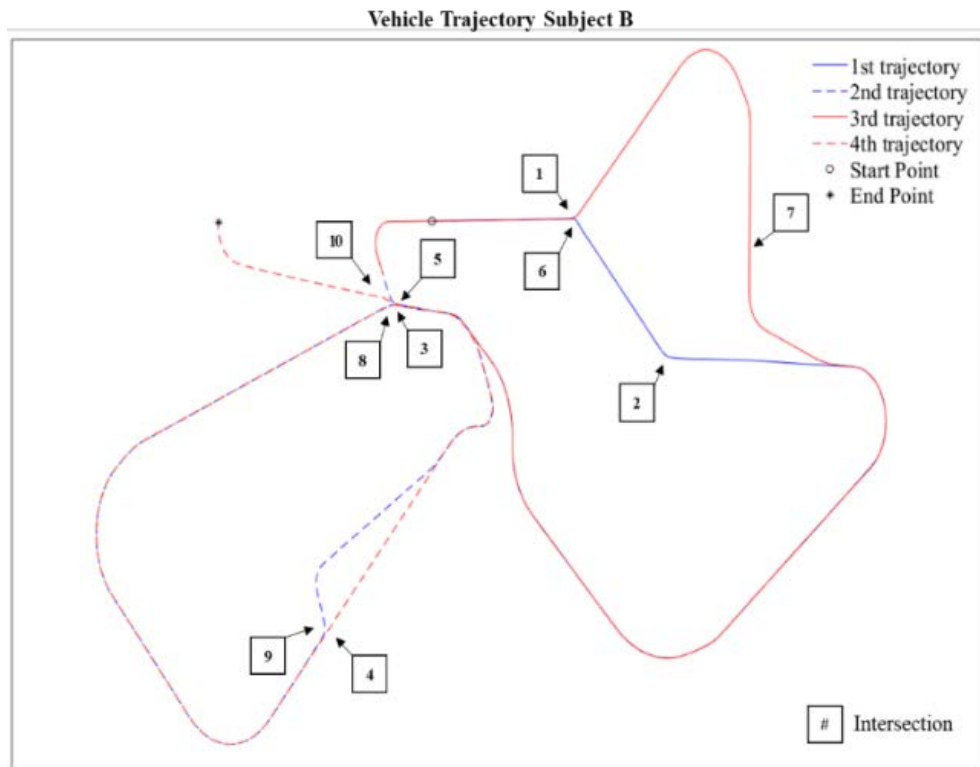 Vehicle Trajectory Subject B
1st trajectory
2nd trajectory
3rd trajectory
4th trajectory
Start Point
End Point
1
7
10
5
6
8
3
2
9
4
# Intersection